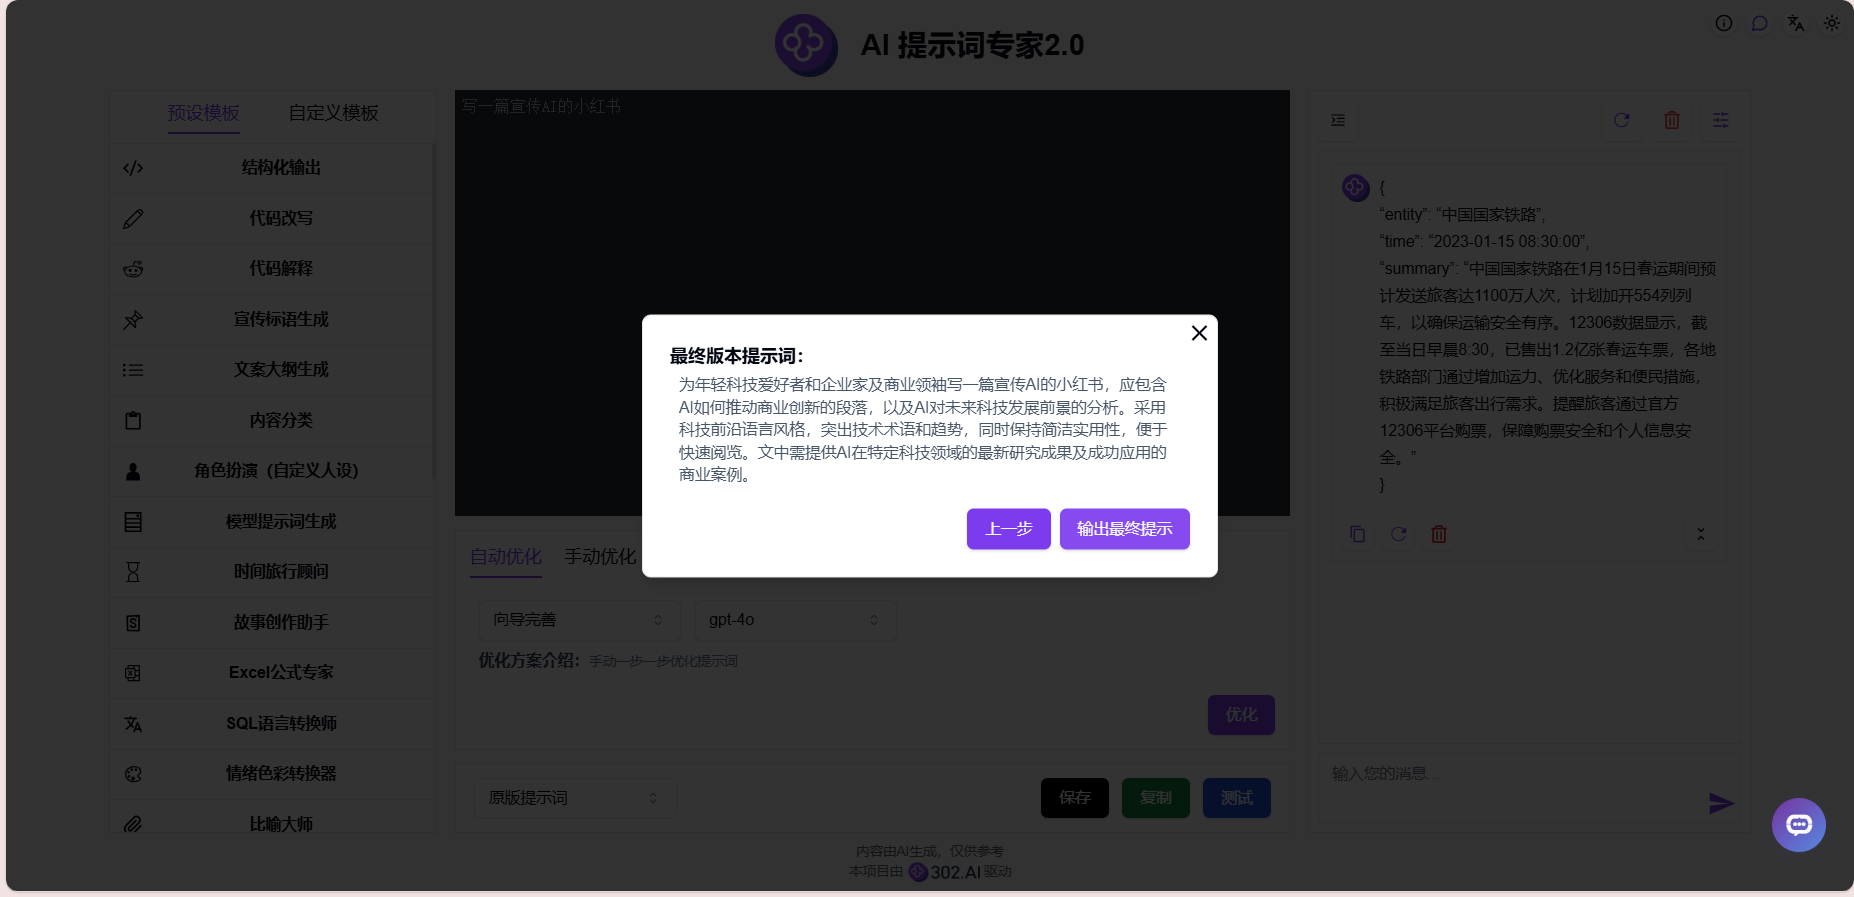 AI 提示词专家2.0
预设模板
自定义模板
结构化输出
代码改写
代码解释
宣传标语生成
文案大纲生成
内容分类
角色扮演（自定义人设）
模型提示词生成
时间旅行顾问
故事创作助手
Excel公式专家
SQL语言转换师
情绪色彩转换器
比喻大师
写一篇宣传AI的小红书
最终版本提示词：
为年轻科技爱好者和企业家及商业领袖写一篇宣传AI的小红书，应包含
AI如何推动商业创新的段落，以及AI对未来科技发展前景的分析。采用
科技前沿语言风格，突出技术术语和趋势，同时保持简洁实用性，便于
快速阅览。文中需提供AI在特定科技领域的最新研究成果及成功应用的
商业案例。
上一步
输出最终提示
自动优化
手动优化
向导完善
gpt-4o
优化方案介绍：手动一步一步优化提示词
优化
原版提示词
保存
复制
测试
{
“entity”: “中国国家铁路”,
“time”: “2023-01-15 08:30:00”,
“summary”: “中国国家铁路在1月15日春运期间预
计发送旅客达1100万人次，计划加开554列列
车，以确保运输安全有序。12306数据显示，截
至当日早晨8:30，已售出1.2亿张春运车票，各地
铁路部门通过增加运力、优化服务和便民措施，
积极满足旅客出行需求。提醒旅客通过官方
12306平台购票，保障购票安全和个人信息安
全。”
}
输入您的消息...
内容由AI生成，仅供参考
本项目由 302.AI 驱动